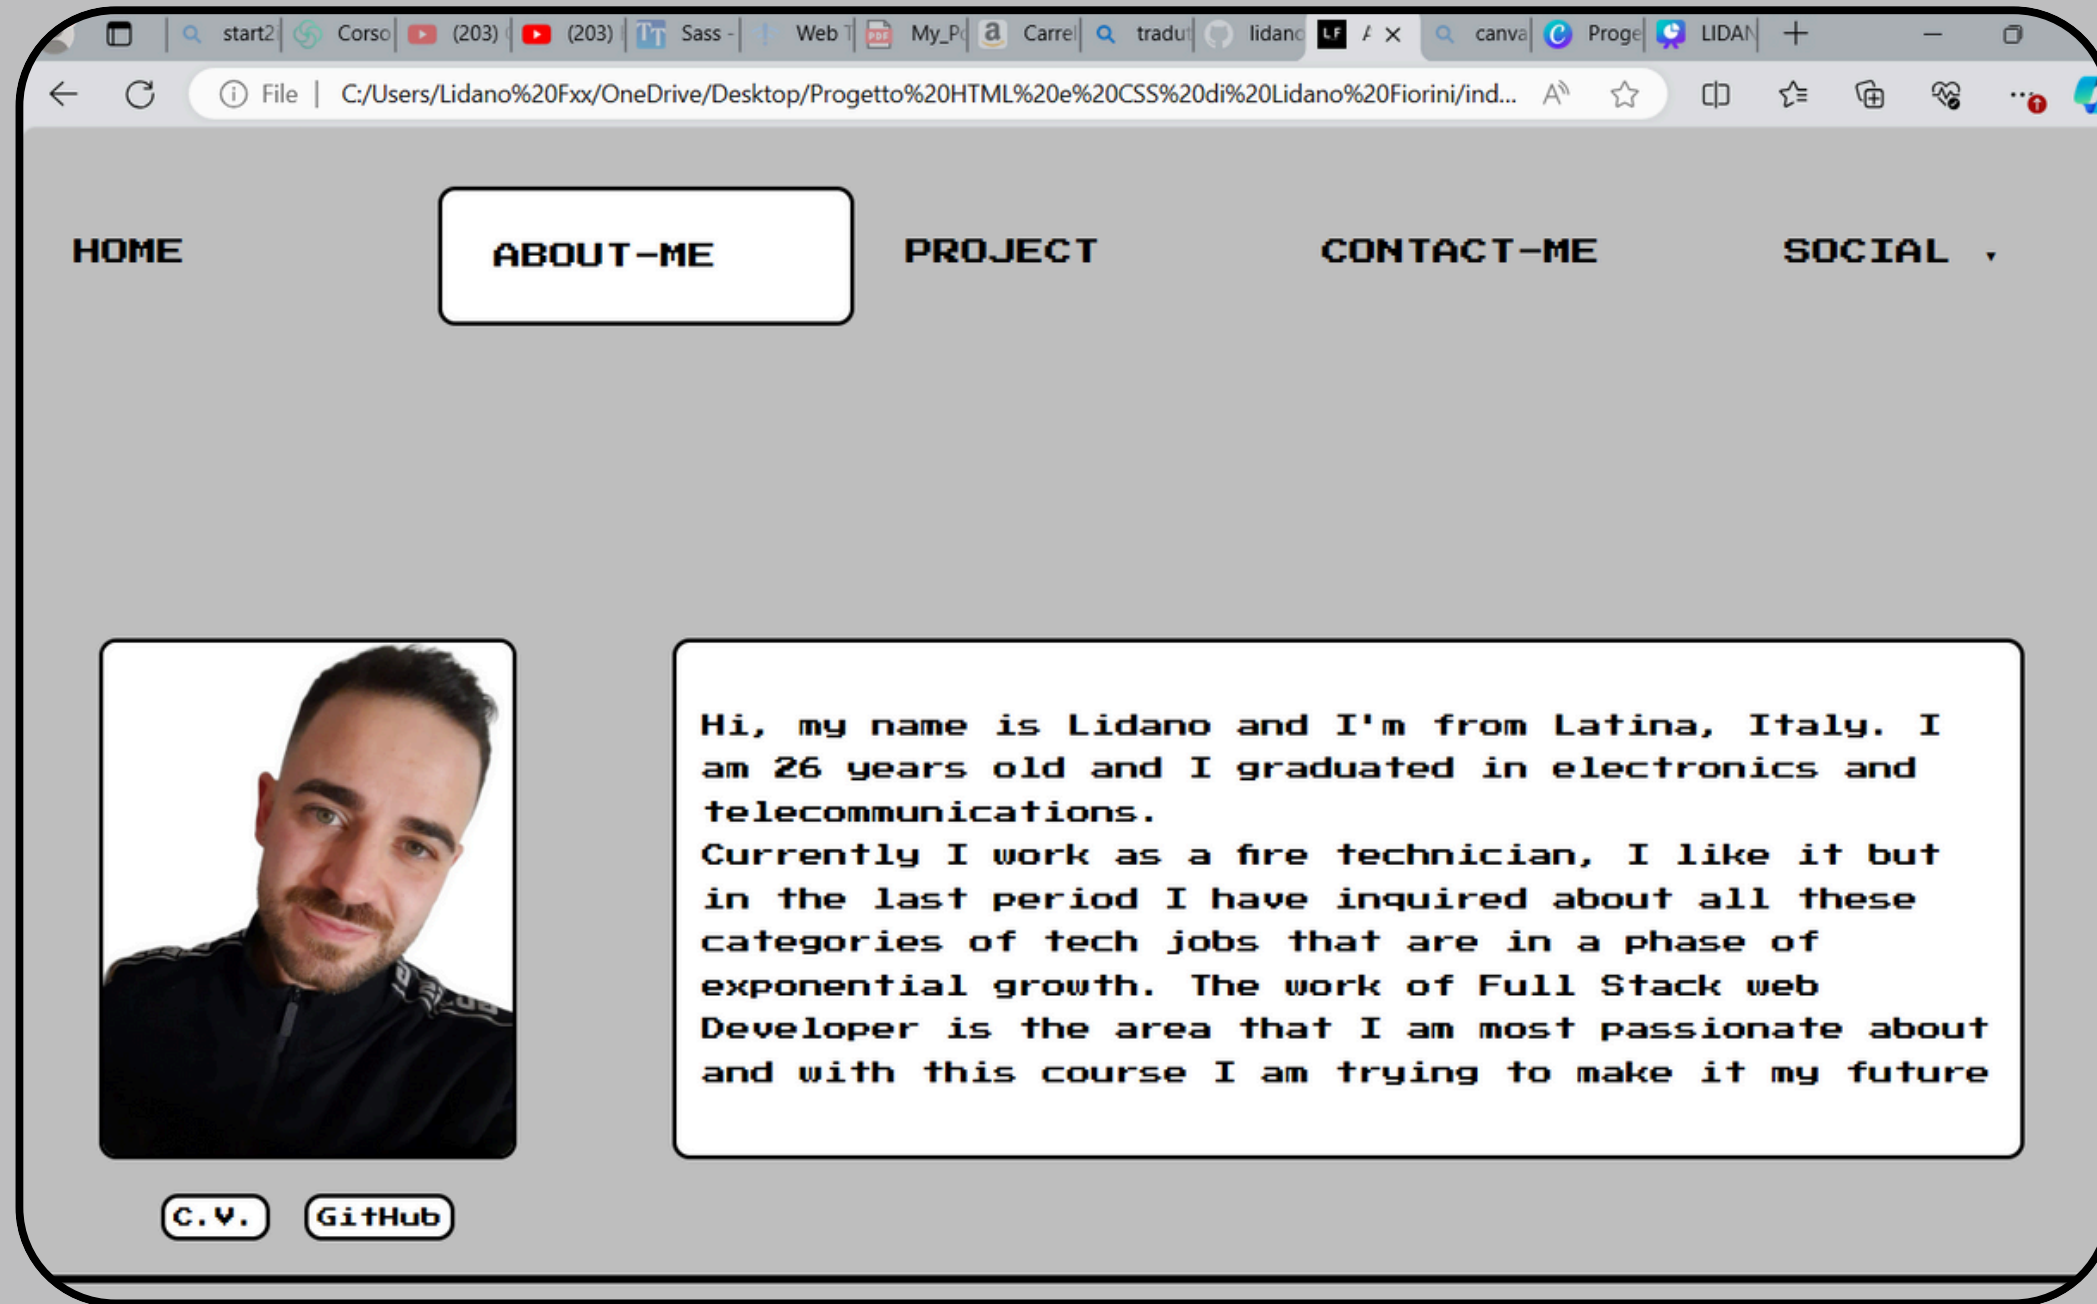 start2 Corso (203) (203) Sass - Web T My_Po Carrel tradut lidanc LF canva Proge LIDAN
File C:/Users/Lidano%20Fxx/OneDrive/Desktop/Progetto%20HTML%20e%20CSS%20di%20Lidano%20Fiorini/ind...
HOME ABOUT-ME PROJECT CONTACT-ME SOCIAL
Hi, my name is Lidano and I'm from Latina, Italy. I
am 26 years old and I graduated in electronics and
telecommunications.
Currently I work as a fire technician, I like it but
in the last period I have inquired about all these
categories of tech jobs that are in a phase of
exponential growth. The work of Full Stack web
Developer is the area that I am most passionate about
and with this course I am trying to make it my future
C.V. GitHub